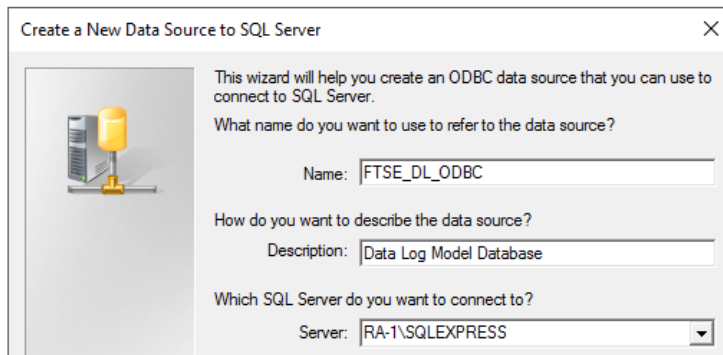 Create a New Data Source to SQL Server
This wizard will help you create an ODBC data source that you can use to
connect to SQL Server.
What name do you want to use to refer to the data source?
Name: FTSE_DL_ODBC
How do you want to describe the data source?
Description: Data Log Model Database
Which SQL Server do you want to connect to?
Server: RA-1\SQLEXPRESS